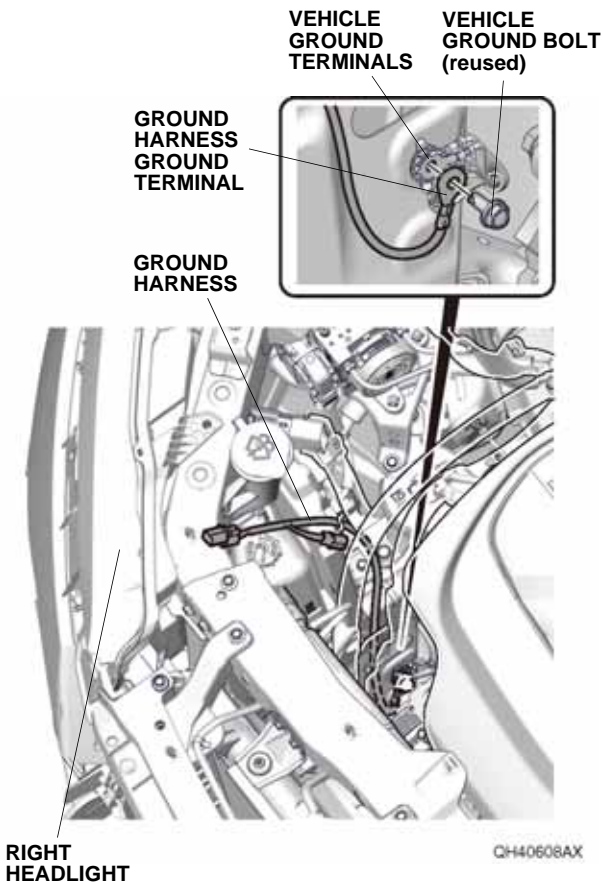 VEHICLE
GROUND
TERMINALS
VEHICLE
GROUND BOLT
(reused)
GROUND
HARNESS
GROUND
TERMINAL
GROUND
HARNESS
RIGHT
HEADLIGHT
QH40608AX